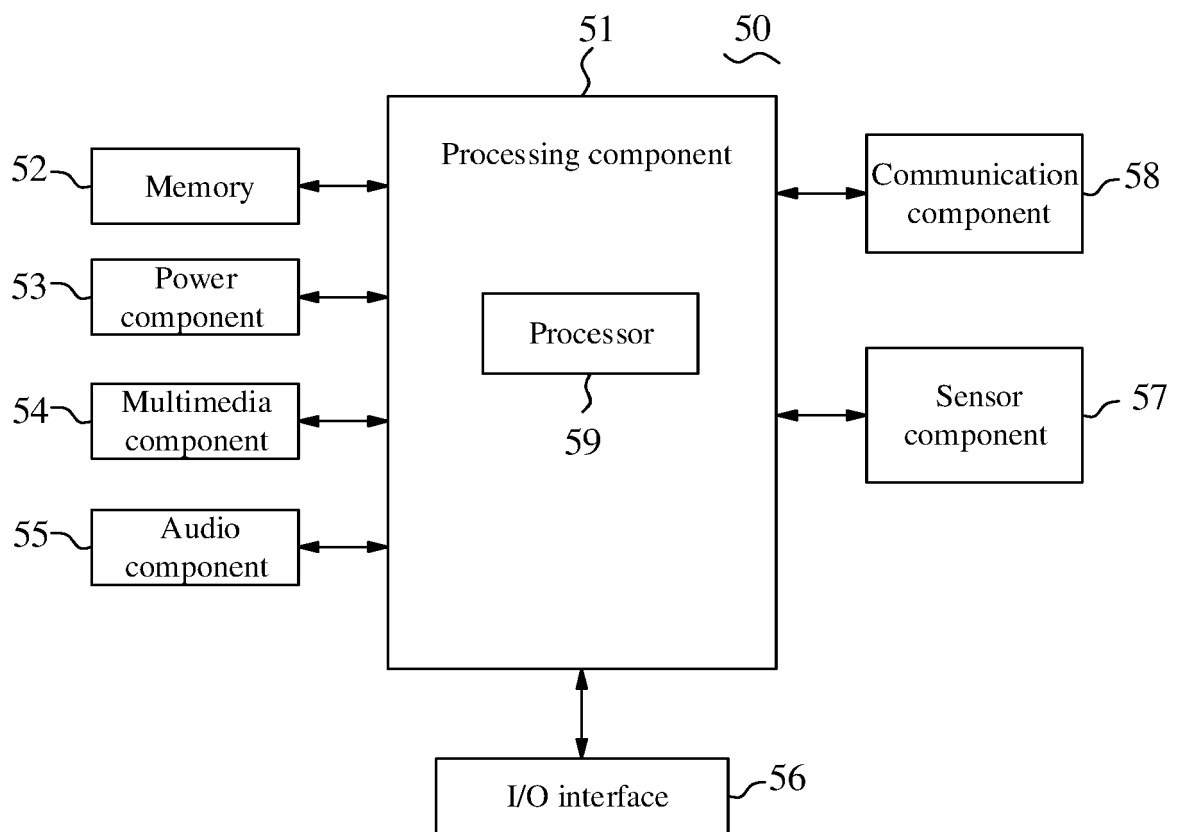 51
50
Processing component
52
Memory
Communication
component
58
53
Power
component
Processor
59
54
Multimedia
component
Sensor
component
57
55
Audio
component
I/O interface
56